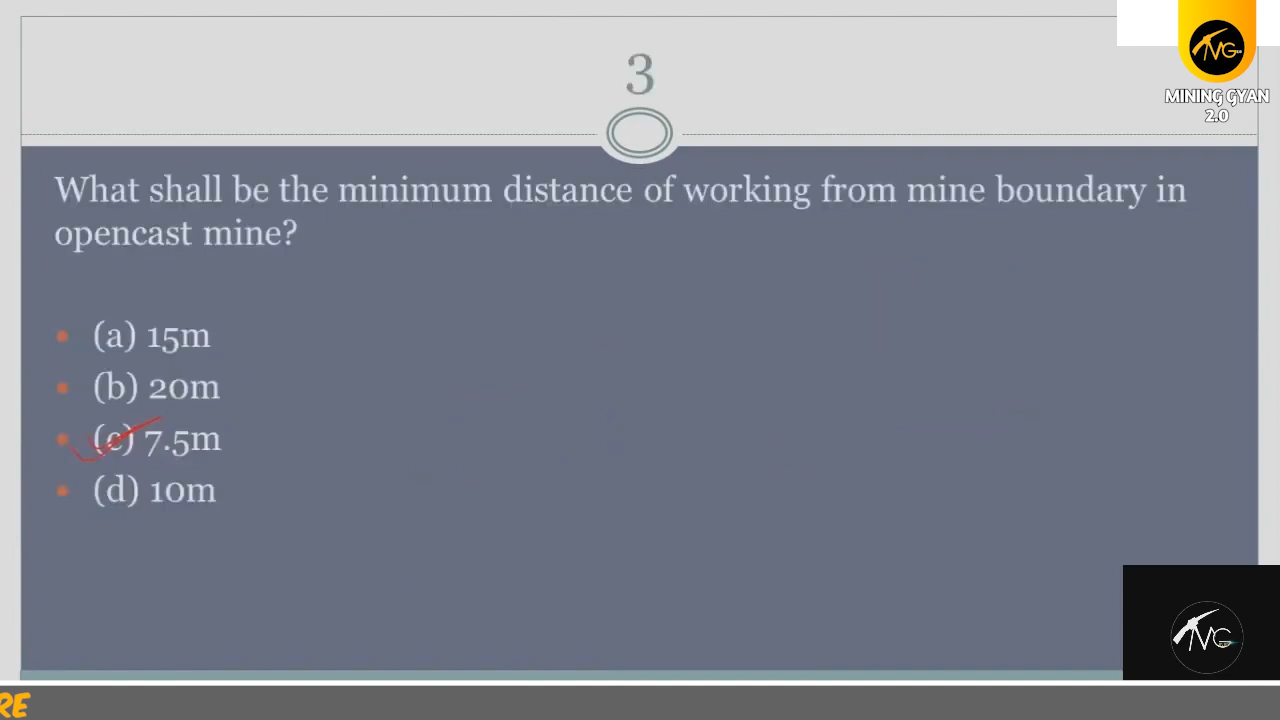 3
MINING GYAN
2.0
What shall be the minimum distance of working from mine boundary in
opencast mine?
(a) 15m
(b) 20m
(c) 7.5m
(d) 10m
RE